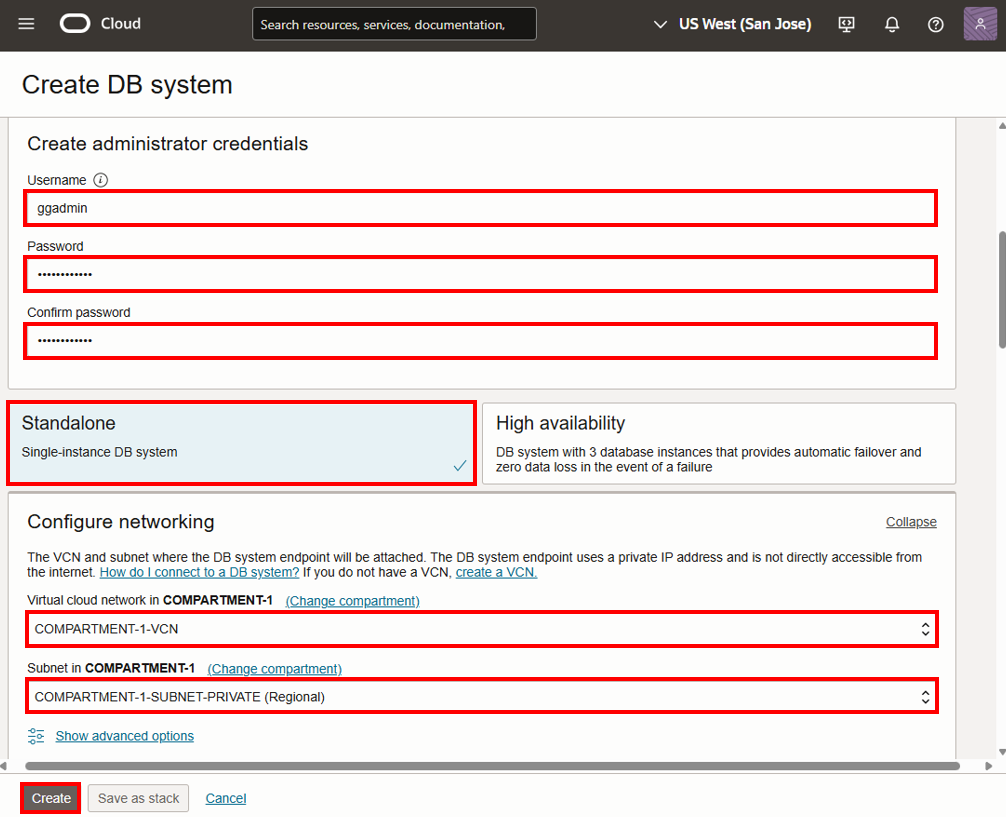 Cloud
Search resources, services, documentation,
US West (San Jose)
Create DB system
Create administrator credentials
Username
ggadmin
Password
••••••••••••
Confirm password
••••••••••••
Standalone
Single-instance DB system
High availability
DB system with 3 database instances that provides automatic failover and
zero data loss in the event of a failure
Configure networking
Collapse
The VCN and subnet where the DB system endpoint will be attached. The DB system endpoint uses a private IP address and is not directly accessible from
the internet. How do I connect to a DB system? If you do not have a VCN, create a VCN.
Virtual cloud network in COMPARTMENT-1 (Change compartment)
COMPARTMENT-1-VCN
Subnet in COMPARTMENT-1 (Change compartment)
COMPARTMENT-1-SUBNET-PRIVATE (Regional)
Show advanced options
Create
Save as stack
Cancel